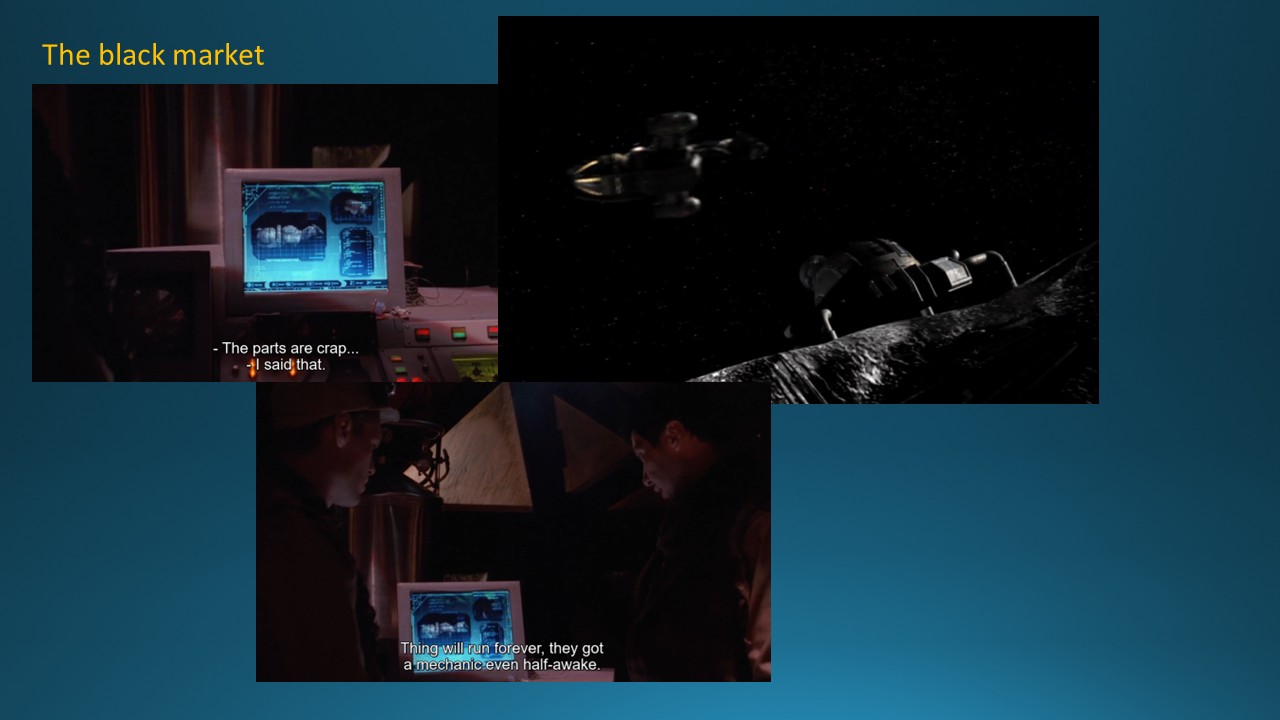 The black market
- The parts are crap...
- I said that.
Thing will run forever, they got
a mechanic even half-awake.